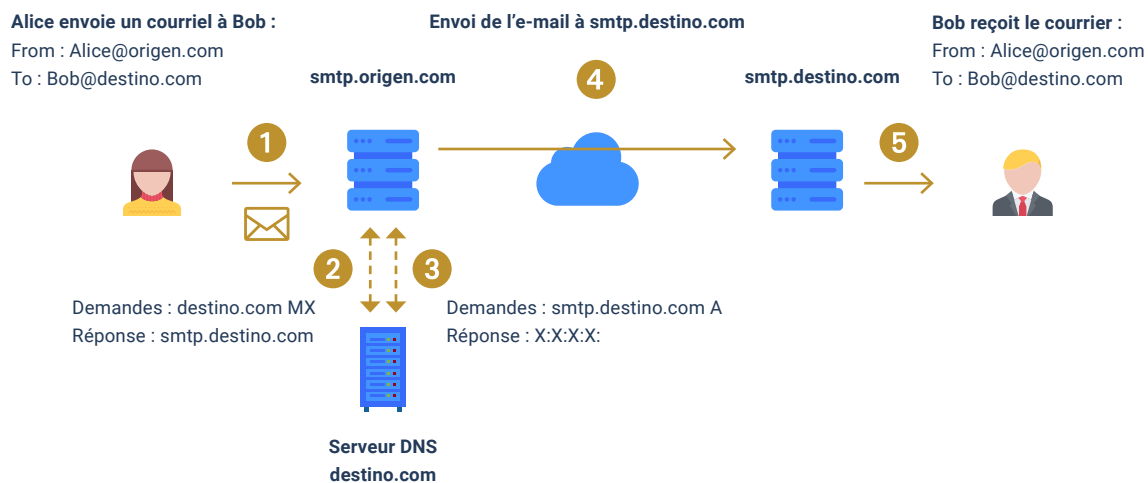 Alice envoie un courriel à Bob :
From : Alice@origen.com
To : Bob@destino.com
Envoi de l’e-mail à smtp.destino.com
Bob reçoit le courrier :
From : Alice@origen.com
To : Bob@destino.com
smtp.origen.com
4
smtp.destino.com
1
5
2
3
Demandes : destino.com MX
Réponse : smtp.destino.com
Demandes : smtp.destino.com A
Réponse : X:X:X:X:
Serveur DNS
destino.com